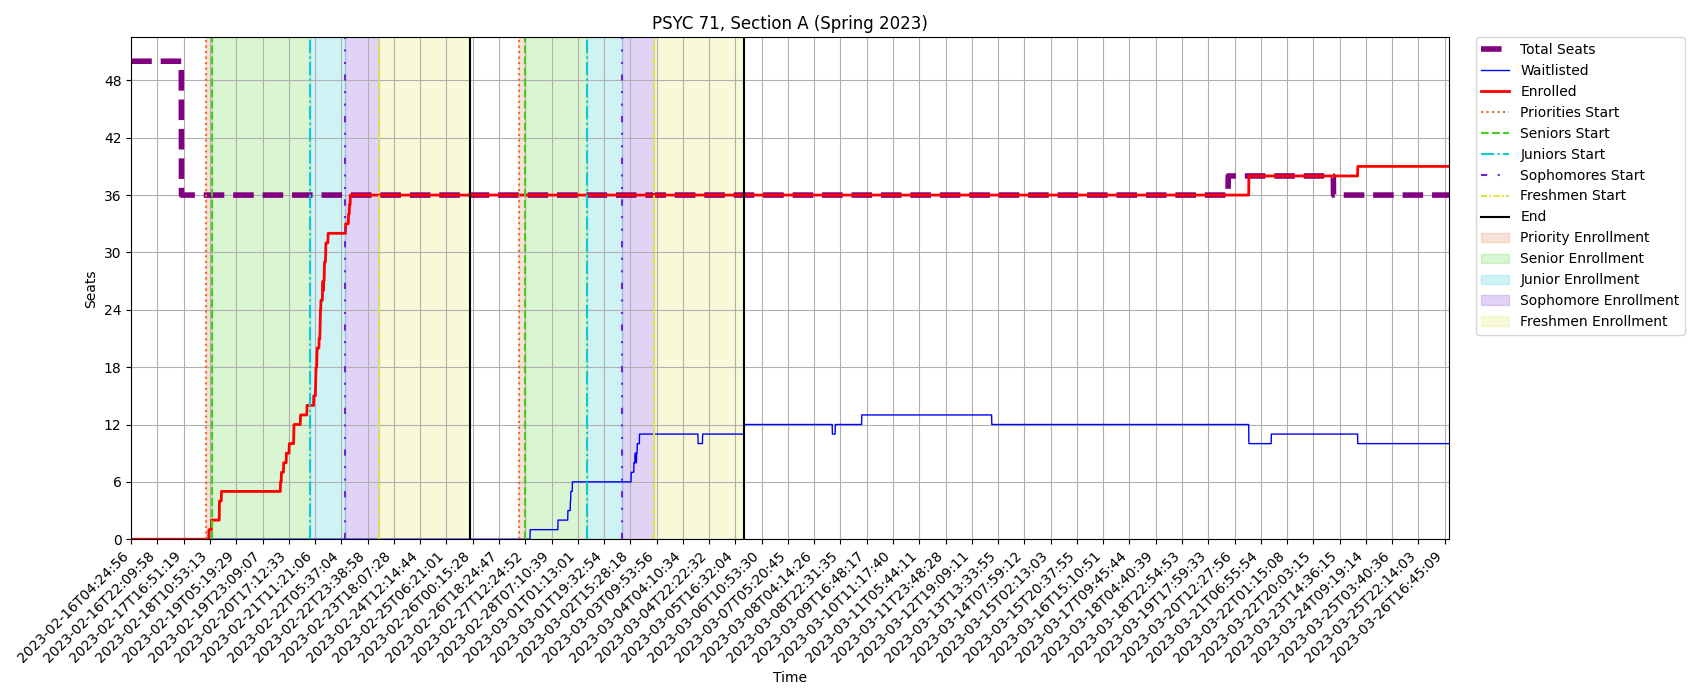 PSYC 71, Section A (Spring 2023)
Seats
48
42
36
30
24
18
12
6
0
2023-02-16T04:24:56
2023-02-16T22:09:58
2023-02-17T16:51:19
2023-02-18T10:53:13
2023-02-19T05:19:29
2023-02-19T23:09:07
2023-02-20T17:12:33
2023-02-21T11:21:06
2023-02-22T05:37:04
2023-02-22T23:38:58
2023-02-23T18:07:28
2023-02-24T12:14:44
2023-02-25T06:21:01
2023-02-26T00:15:28
2023-02-26T18:24:47
2023-02-27T12:24:52
2023-02-28T07:10:39
2023-03-01T01:13:01
2023-03-01T19:32:54
2023-03-02T15:28:18
2023-03-03T09:53:56
2023-03-04T04:10:34
2023-03-04T22:22:32
2023-03-05T16:32:04
2023-03-06T10:53:30
2023-03-07T05:20:45
2023-03-08T04:14:26
2023-03-08T22:31:35
2023-03-09T16:48:17
2023-03-10T11:17:40
2023-03-11T05:44:11
2023-03-11T23:48:28
2023-03-12T19:09:11
2023-03-13T13:33:55
2023-03-14T07:59:12
2023-03-15T02:13:03
2023-03-15T20:37:55
2023-03-16T15:10:51
2023-03-17T09:45:44
2023-03-18T04:40:39
2023-03-18T22:54:53
2023-03-19T17:59:33
2023-03-20T12:27:56
2023-03-21T06:55:54
2023-03-22T01:15:08
2023-03-22T20:03:15
2023-03-23T14:36:15
2023-03-24T09:19:14
2023-03-25T03:40:36
2023-03-25T22:14:03
2023-03-26T16:45:09
Time
Total Seats
Waitlisted
Enrolled
Priorities Start
Seniors Start
Juniors Start
Sophomores Start
Freshmen Start
End
Priority Enrollment
Senior Enrollment
Junior Enrollment
Sophomore Enrollment
Freshmen Enrollment